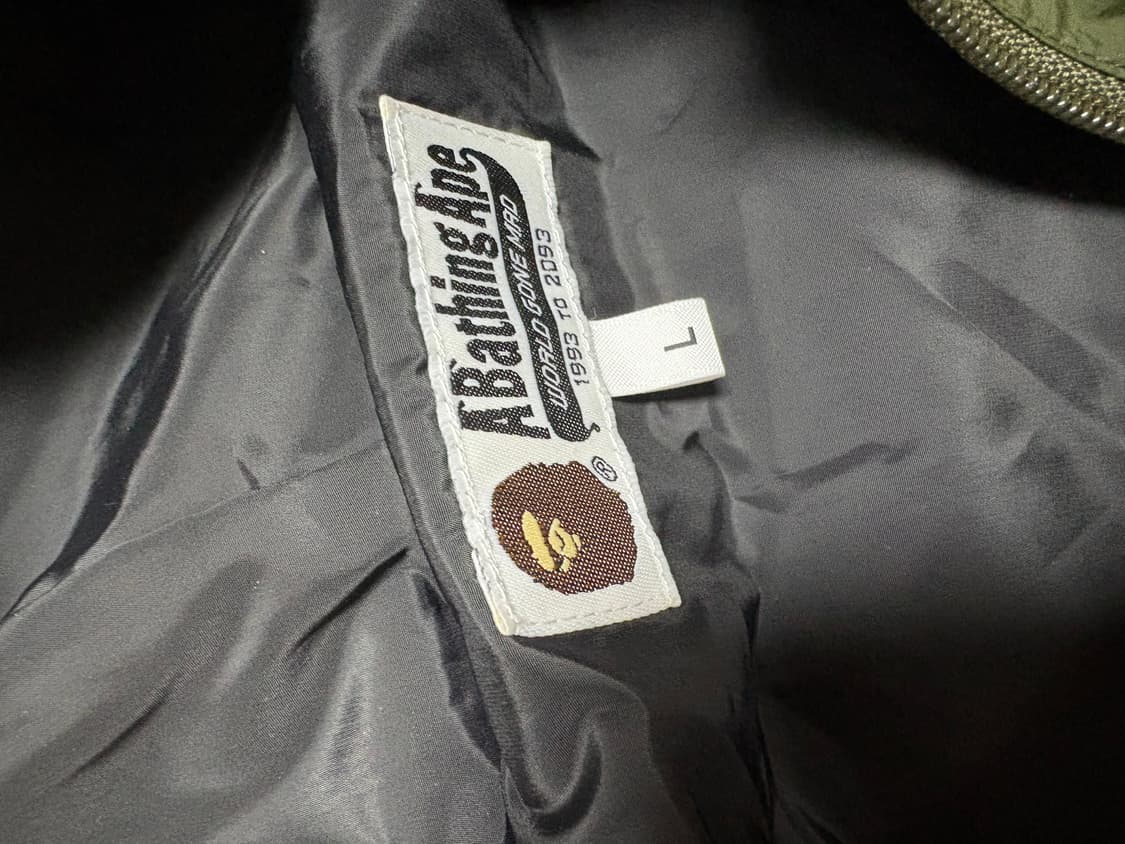 A Bathing Ape
WORLD GONE MAD
1993 TO 2093
®
L